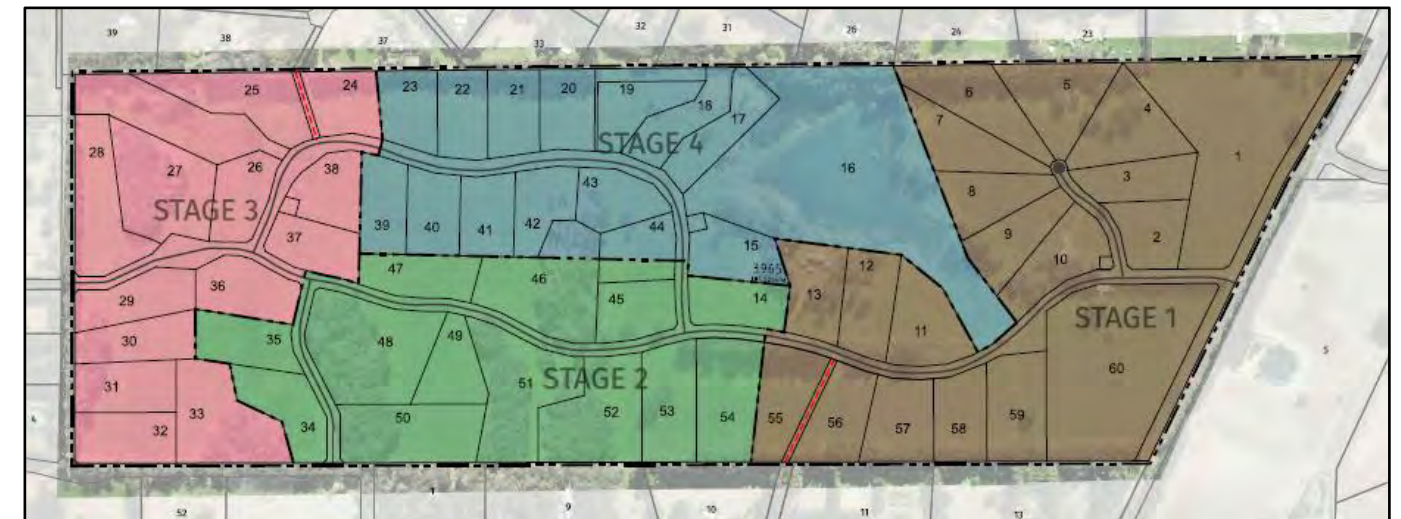 39 38 37 33 32 31 26 24 23
25 24 23 22 21 20 19 18 17 6 5 4
7
28 27 26 38 STAGE 4 16 3 1
STAGE 3 39 40 41 42 43 44 8
37 15 9 10 2
3965
29 36 47 46 45 14 13 12 11
30 35 48 49 STAGE 1
31 51 STAGE 2 60 5
32 33 34 50 52 53 54 55 56 57 58 59
52 9 10 11 13